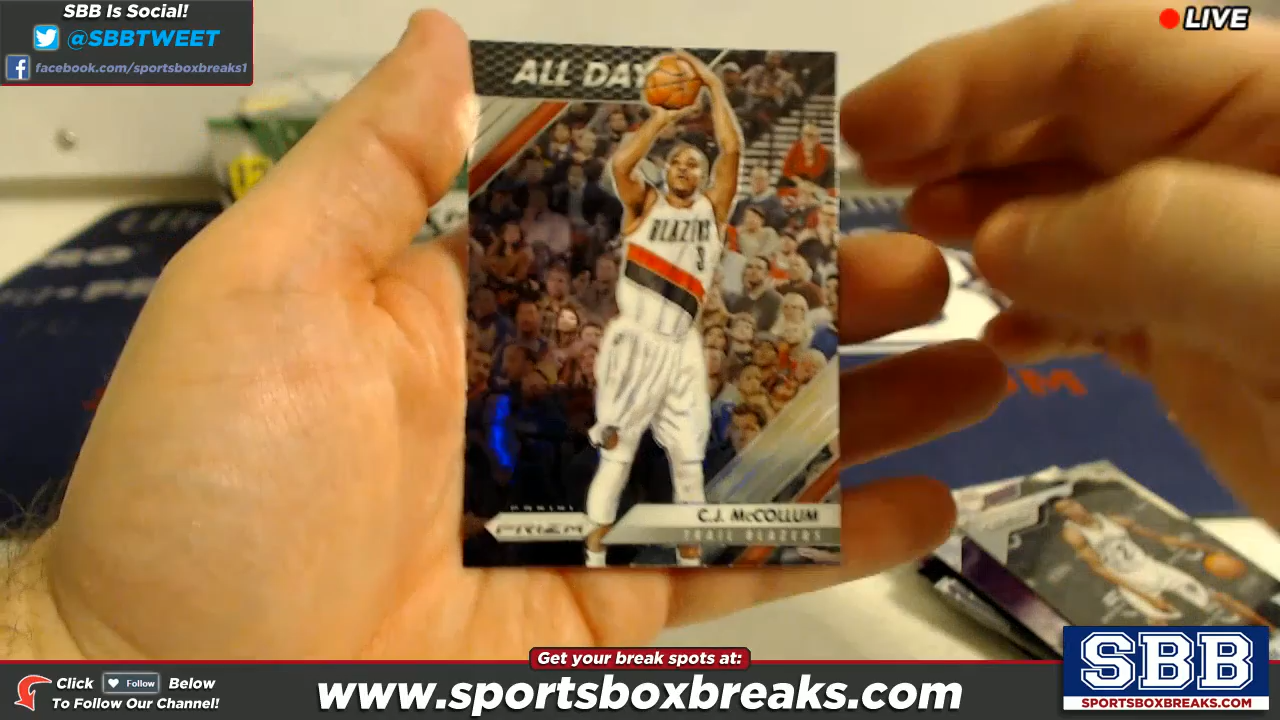 SBB Is Social!
@SBBTWEET
facebook.com/sportsboxbreaks1
LIVE
ALL DAY
BLAZERS
3
PANINI
PRIZM
C.J. McCOLLUM
TRAIL BLAZERS
Get your break spots at:
Click Follow Below
To Follow Our Channel!
www.sportsboxbreaks.com
SBB
SPORTSBOXBREAKS.COM